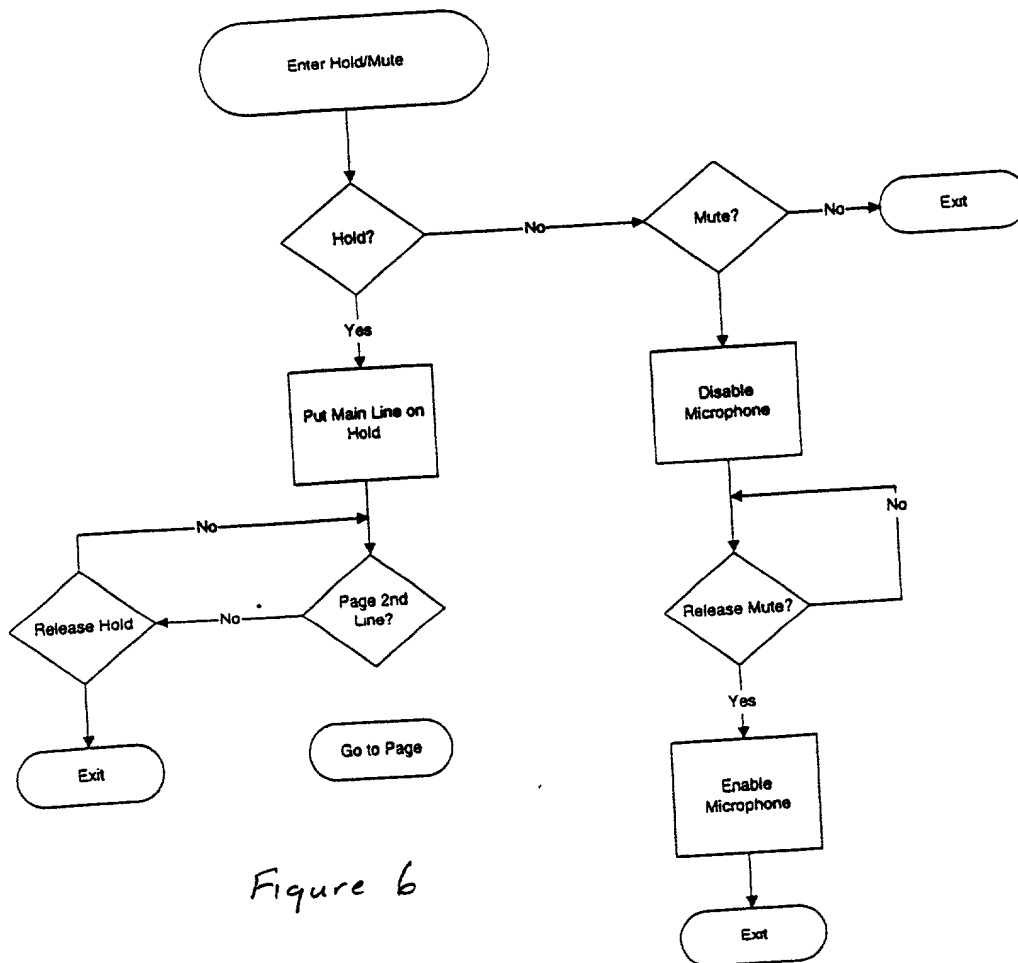 Enter Hold/Mute
Hold?
No
Mute?
No
Exit
Yes
Put Main Line on
Hold
Disable
Microphone
No
No
Release Hold
No
Page 2nd
Line?
Release Mute?
Yes
Exit
Go to Page
Enable
Microphone
Exit
Figure 6